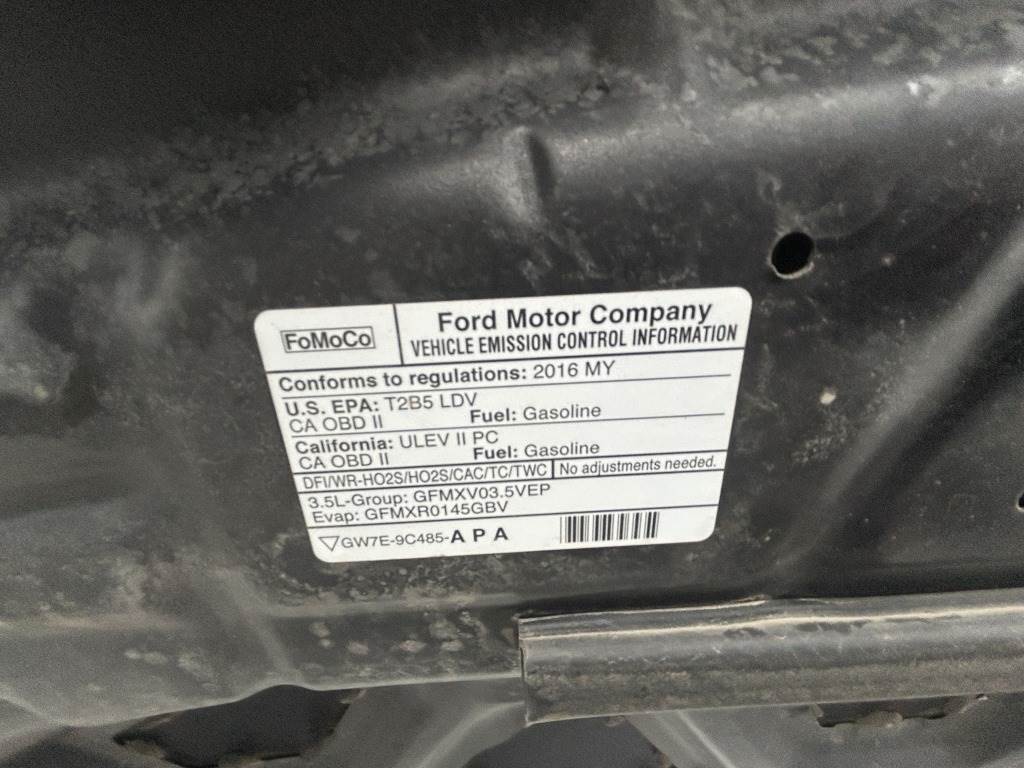 FoMoCo
Ford Motor Company
VEHICLE EMISSION CONTROL INFORMATION
Conforms to regulations: 2016 MY
U.S. EPA: T2B5 LDV
CA OBD II Fuel: Gasoline
California: ULEV II PC
CA OBD II Fuel: Gasoline
DFI/WR-HO2S/HO2S/CAC/TC/TWC No adjustments needed.
3.5L-Group: GFMXV03.5VEP
Evap: GFMXR0145GBV
GW7E-9C485-A P A